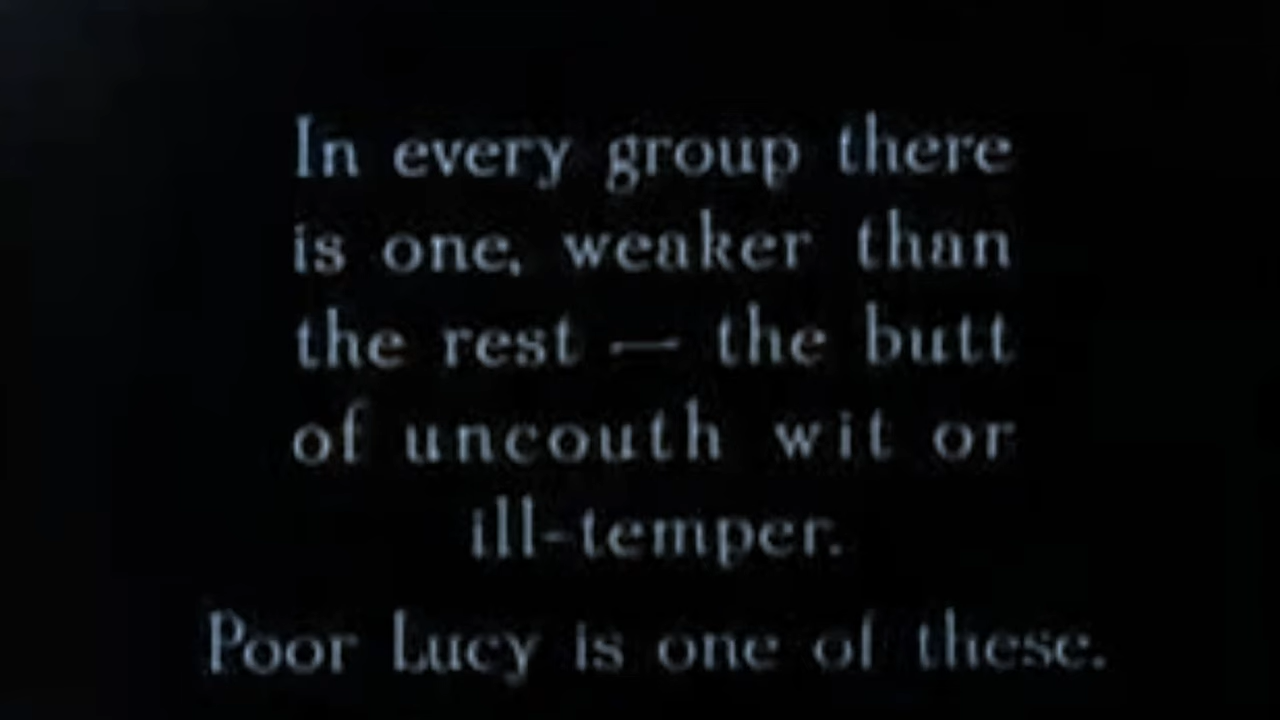 In every group there
is one, weaker than
the rest — the butt
of uncouth wit or
ill-temper.
Poor Lucy is one of these.